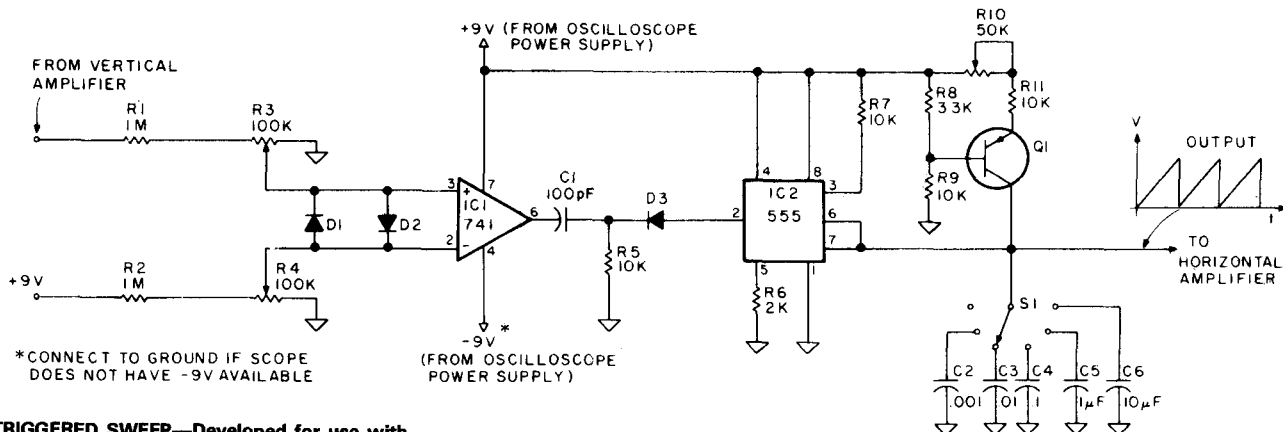 +9V (FROM OSCILLOSCOPE
POWER SUPPLY)
R10
50K
FROM VERTICAL
AMPLIFIER
R1
1M
R3
100K
R7
10K
R8
33K
R11
10K
Q1
V
OUTPUT
t
3
+
7
IC1
741
2
-
4
6
C1
100pF
D3
D1
D2
R5
10K
4
8
IC2
555
3
2
6
7
5
1
R9
10K
R6
2K
TO
HORIZONTAL
AMPLIFIER
+9V
R2
1M
R4
100K
-9V *
(FROM OSCILLOSCOPE
POWER SUPPLY)
*CONNECT TO GROUND IF SCOPE
DOES NOT HAVE -9V AVAILABLE
S1
C2
.001
C3
.01
C4
.1
C5
1μF
C6
10μF
TRIGGERED SWEEP—Developed for use with